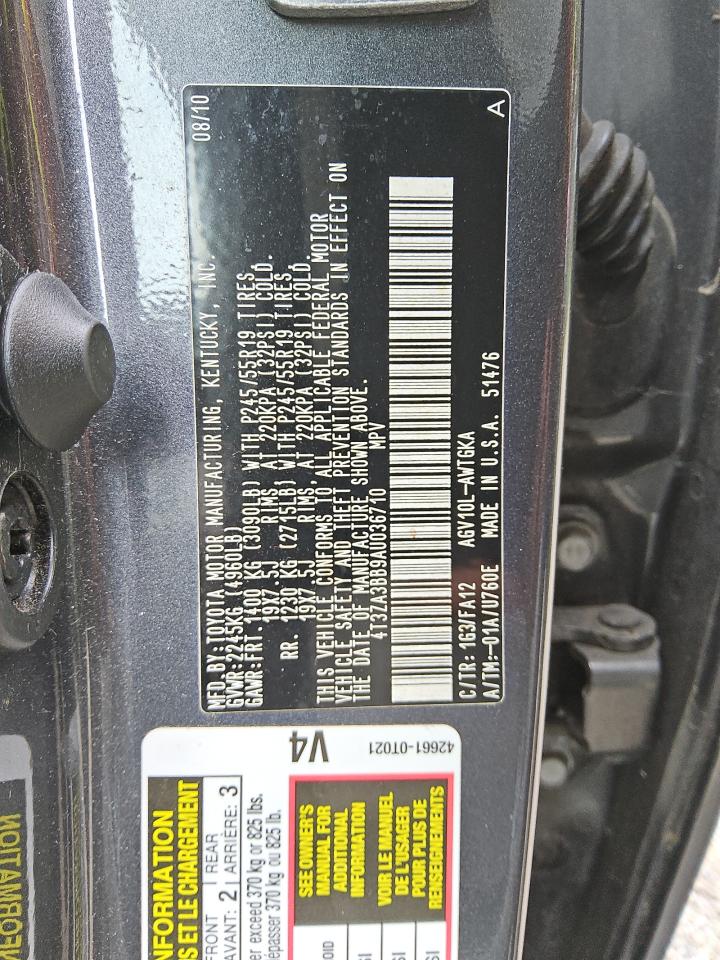 MFD.BY:TOYOTA MOTOR MANUFACTURING, KENTUCKY, INC. 08/10
GVWR:2245KG(4960LB)
GAWR:FRT.1400 KG (3090LB) WITH P245/55R19 TIRES,
19X7.5J RIMS, AT 220KPA (32PSI) COLD.
RR. 1230 KG (2715LB) WITH P245/55R19 TIRES,
19X7.5J RIMS, AT 220KPA (32PSI) COLD.
THIS VEHICLE CONFORMS TO ALL APPLICABLE FEDERAL MOTOR
VEHICLE SAFETY AND THEFT PREVENTION STANDARDS IN EFFECT ON
THE DATE OF MANUFACTURE SHOWN ABOVE.
4T3ZA3BB9AU036710 MPV
C/TR: 1G3/FA12 AGV10L-AWTGKA
A/TM:-01A/U760E MADE IN U.S.A. 51476 A
V4
42661-0T021
ET LE CHARGEMENT
FRONT
AVANT: 2
REAR
ARRIÈRE: 3
exceed 370 kg or 825 lbs.
370 kg ou 825 lb.
SEE OWNER'S
MANUAL FOR
ADDITIONAL
INFORMATION
VOIR LE MANUEL
DE L'USAGER
POUR PLUS DE
RENSEIGNEMENTS